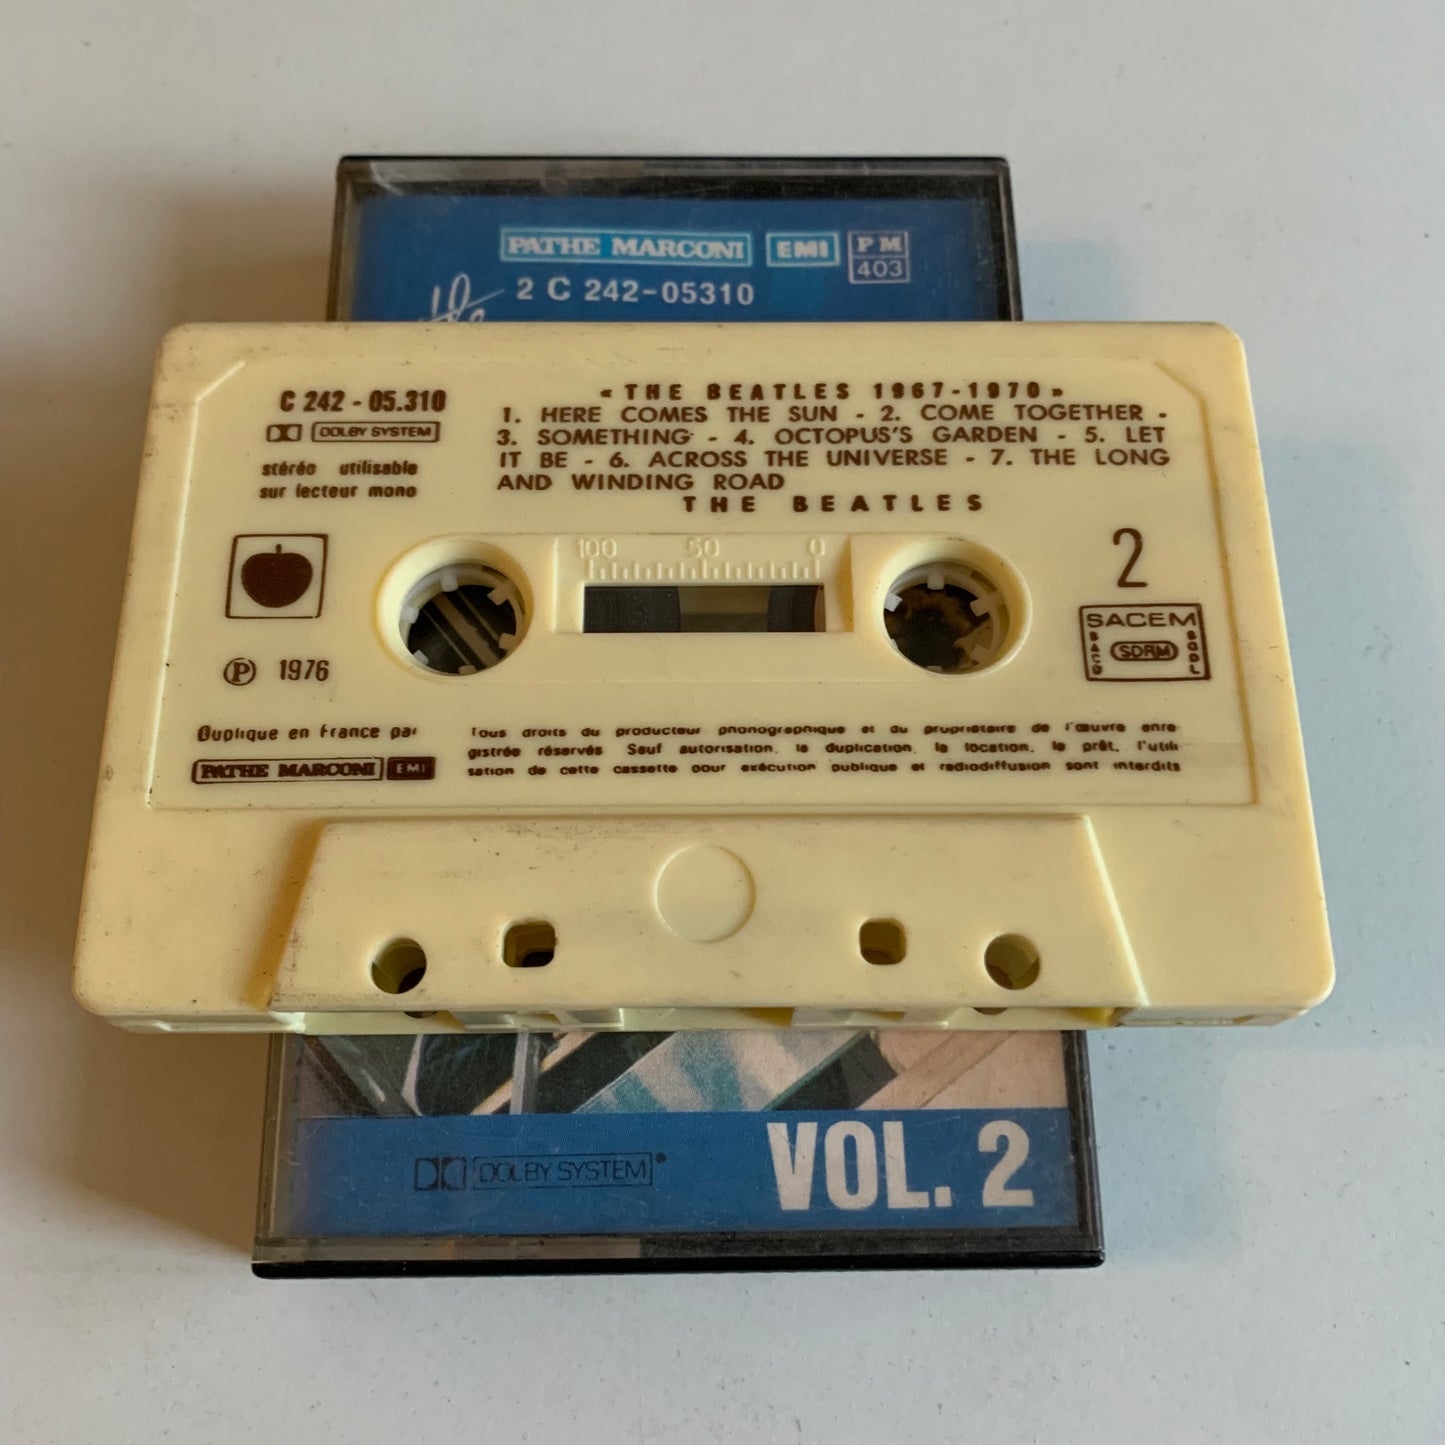 PATHE MARCONI EMI PM 403
2 C 242-05310
the
C 242 - 05.310
DOLBY SYSTEM
stéréo utilisable
sur lecteur mono
« THE BEATLES 1967-1970 »
1. HERE COMES THE SUN - 2. COME TOGETHER -
3. SOMETHING - 4. OCTOPUS'S GARDEN - 5. LET
IT BE - 6. ACROSS THE UNIVERSE - 7. THE LONG
AND WINDING ROAD
THE BEATLES
100 50 0
2
SACEM
SACD SDRM SGDL
Ⓟ 1976
Duplique en France par
PATHE MARCONI EMI
Tous droits du producteur phonographique et du propriétaire de l'œuvre enre-
gistrée réservés Sauf autorisation, la duplication, la location, le prêt, l'utili
sation de cette cassette pour exécution publique et radiodiffusion sont interdits
DOLBY SYSTEM®
VOL. 2